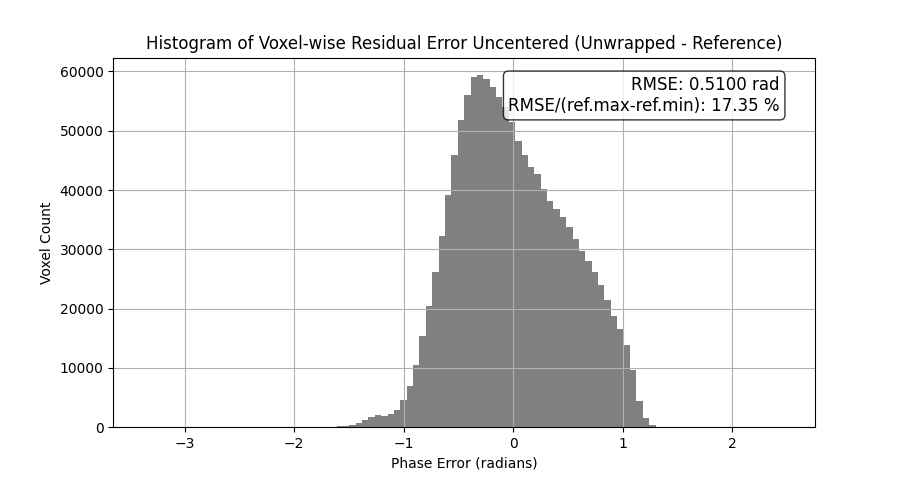 Histogram of Voxel-wise Residual Error Uncentered (Unwrapped - Reference)
RMSE: 0.5100 rad
RMSE/(ref.max-ref.min): 17.35 %
60000
50000
40000
30000
20000
10000
0
Voxel Count
−3 −2 −1 0 1 2
Phase Error (radians)